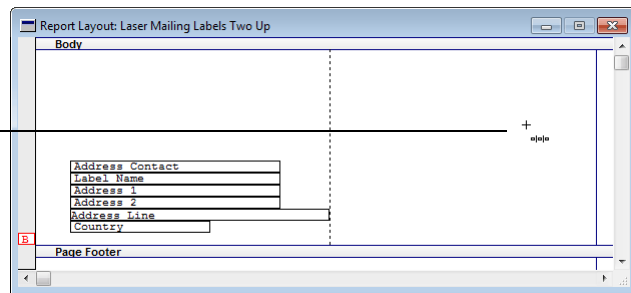 Report Layout: Laser Mailing Labels Two Up
Body
Address Contact
Label Name
Address 1
Address 2
Address Line
Country
B
Page Footer